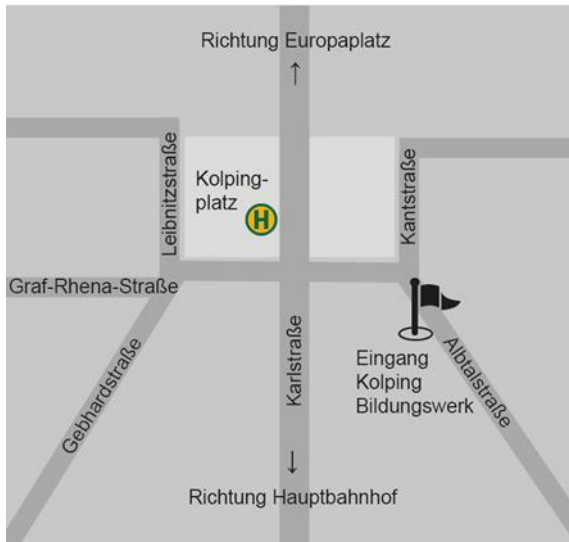 Richtung Europaplatz
Leibnitzstraße
Kolping-
platz
H
Kantstraße
Graf-Rhena-Straße
Gebhardstraße
Karlstraße
Eingang
Kolping
Bildungswerk
Albtalstraße
Richtung Hauptbahnhof